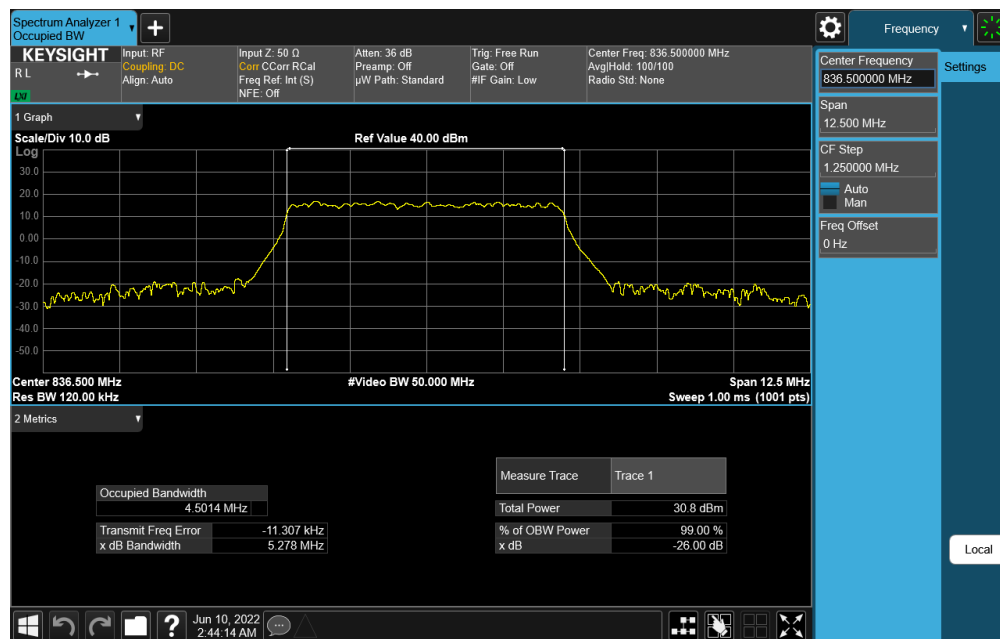 Spectrum Analyzer 1
Occupied BW
Frequency
KEYSIGHT
R L
LXI
Input: RF
Coupling: DC
Align: Auto
Input Z: 50 Ω
Corr CCorr RCal
Freq Ref: Int (S)
NFE: Off
Atten: 36 dB
Preamp: Off
µW Path: Standard
Trig: Free Run
Gate: Off
#IF Gain: Low
Center Freq: 836.500000 MHz
Avg|Hold: 100/100
Radio Std: None
Center Frequency
836.500000 MHz
Settings
Span
12.500 MHz
CF Step
1.250000 MHz
Auto
Man
Freq Offset
0 Hz
Local
1 Graph
Scale/Div 10.0 dB
Ref Value 40.00 dBm
Log
30.0
20.0
10.0
0.00
-10.0
-20.0
-30.0
-40.0
-50.0
Center 836.500 MHz
#Video BW 50.000 MHz
Span 12.5 MHz
Res BW 120.00 kHz
Sweep 1.00 ms (1001 pts)
2 Metrics
Occupied Bandwidth
4.5014 MHz
Transmit Freq Error -11.307 kHz
x dB Bandwidth 5.278 MHz
Measure Trace Trace 1
Total Power 30.8 dBm
% of OBW Power 99.00 %
x dB -26.00 dB
?
Jun 10, 2022
2:44:14 AM